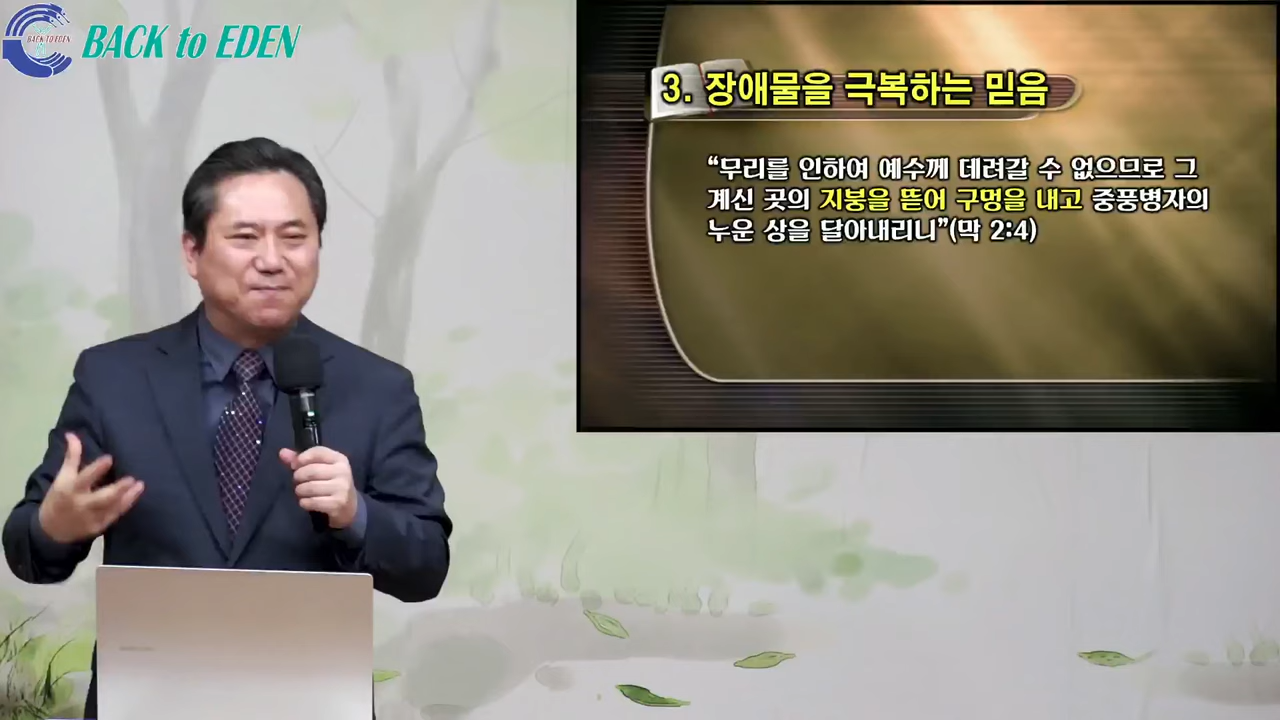 BACK TO EDEN
BACK to EDEN
3. 장애물을 극복하는 믿음
“무리를 인하여 예수께 데려갈 수 없으므로 그
계신 곳의 지붕을 뜯어 구멍을 내고 중풍병자의
누운 상을 달아내리니”(막 2:4)